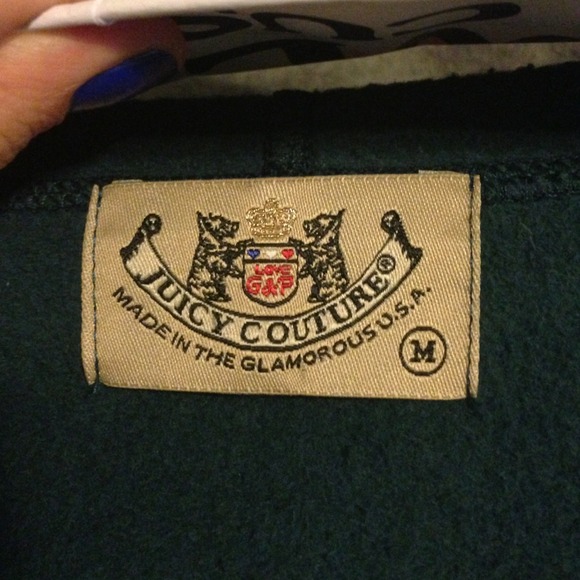 LOVE
G&P
JUICY COUTURE®
MADE IN THE GLAMOROUS U.S.A.
M